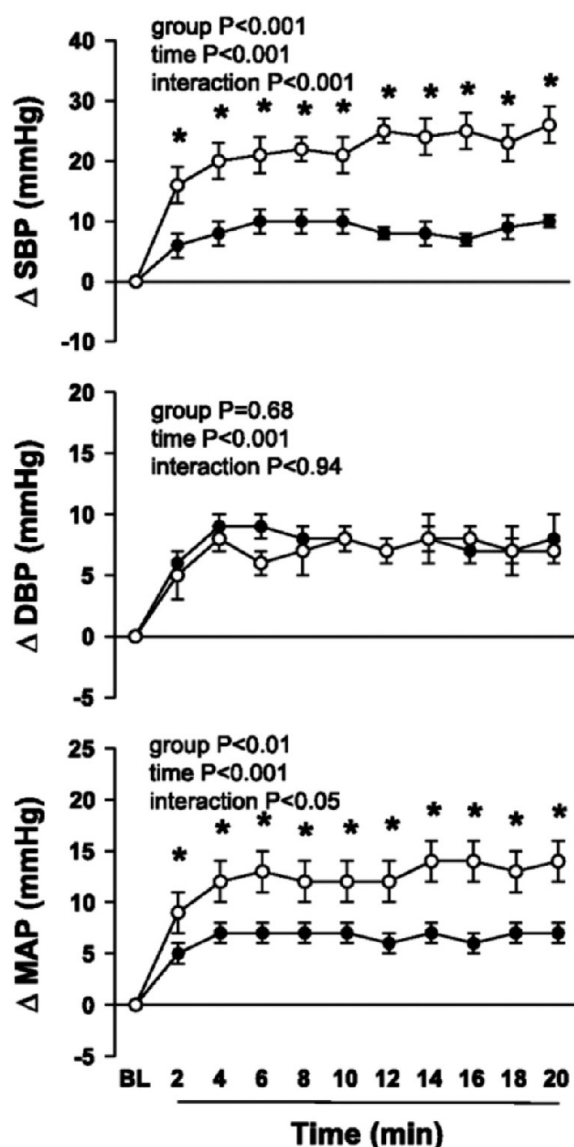 group P<0.001
time P<0.001
interaction P<0.001
Δ SBP (mmHg)
40
30
20
10
0
-10
* * * * * * * * * *
group P=0.68
time P<0.001
interaction P<0.94
Δ DBP (mmHg)
20
15
10
5
0
-5
group P<0.01
time P<0.001
interaction P<0.05
Δ MAP (mmHg)
25
20
15
10
5
0
-5
* * * * * * * * * *
BL 2 4 6 8 10 12 14 16 18 20
Time (min)